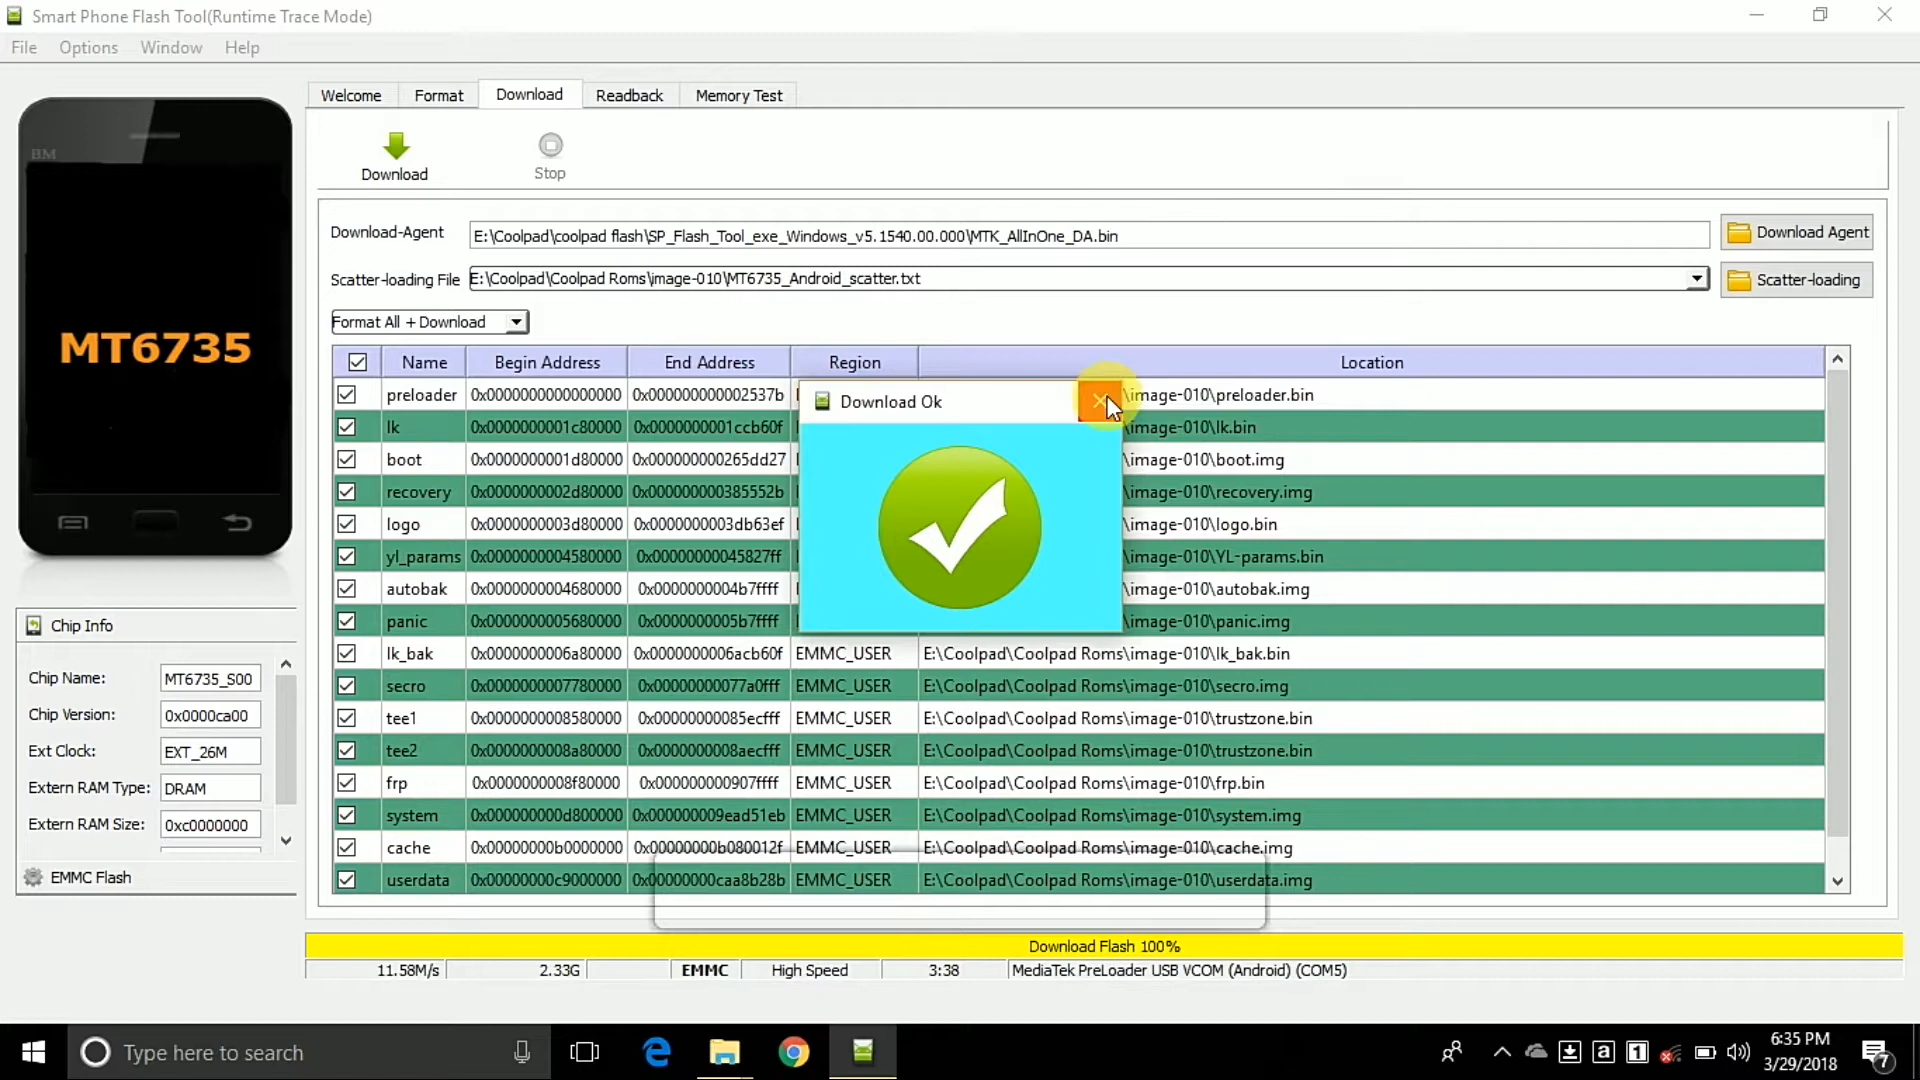 Smart Phone Flash Tool(Runtime Trace Mode)
File Options Window Help
Welcome Format Download Readback Memory Test
BM
Download Stop
Download-Agent E:\Coolpad\coolpad flash\SP_Flash_Tool_exe_Windows_v5.1540.00.000\MTK_AllInOne_DA.bin Download Agent
Scatter-loading File E:\Coolpad\Coolpad Roms\image-010\MT6735_Android_scatter.txt Scatter-loading
Format All + Download
MT6735
Name Begin Address End Address Region Location
preloader 0x0000000000000000 0x000000000002537b \image-010\preloader.bin
Download Ok
lk 0x0000000001c80000 0x0000000001ccb60f \image-010\lk.bin
boot 0x0000000001d80000 0x000000000265dd27 \image-010\boot.img
recovery 0x0000000002d80000 0x000000000385552b \image-010\recovery.img
logo 0x0000000003d80000 0x0000000003db63ef \image-010\logo.bin
yl_params 0x0000000004580000 0x00000000045827ff \image-010\YL-params.bin
autobak 0x0000000004680000 0x0000000004b7ffff \image-010\autobak.img
panic 0x0000000005680000 0x0000000005b7ffff \image-010\panic.img
lk_bak 0x0000000006a80000 0x0000000006acb60f EMMC_USER E:\Coolpad\Coolpad Roms\image-010\lk_bak.bin
secro 0x0000000007780000 0x00000000077a0fff EMMC_USER E:\Coolpad\Coolpad Roms\image-010\secro.img
tee1 0x0000000008580000 0x00000000085ecfff EMMC_USER E:\Coolpad\Coolpad Roms\image-010\trustzone.bin
tee2 0x0000000008a80000 0x0000000008aecfff EMMC_USER E:\Coolpad\Coolpad Roms\image-010\trustzone.bin
frp 0x0000000008f80000 0x000000000907ffff EMMC_USER E:\Coolpad\Coolpad Roms\image-010\frp.bin
system 0x000000000d800000 0x000000009ead51eb EMMC_USER E:\Coolpad\Coolpad Roms\image-010\system.img
cache 0x00000000b0000000 0x00000000b080012f EMMC_USER E:\Coolpad\Coolpad Roms\image-010\cache.img
userdata 0x00000000c9000000 0x00000000caa8b28b EMMC_USER E:\Coolpad\Coolpad Roms\image-010\userdata.img
Chip Info
Chip Name: MT6735_S00
Chip Version: 0x0000ca00
Ext Clock: EXT_26M
Extern RAM Type: DRAM
Extern RAM Size: 0xc0000000
EMMC Flash
Download Flash 100%
11.58M/s 2.33G EMMC High Speed 3:38 MediaTek PreLoader USB VCOM (Android) (COM5)
Type here to search
a 1
6:35 PM
3/29/2018
7